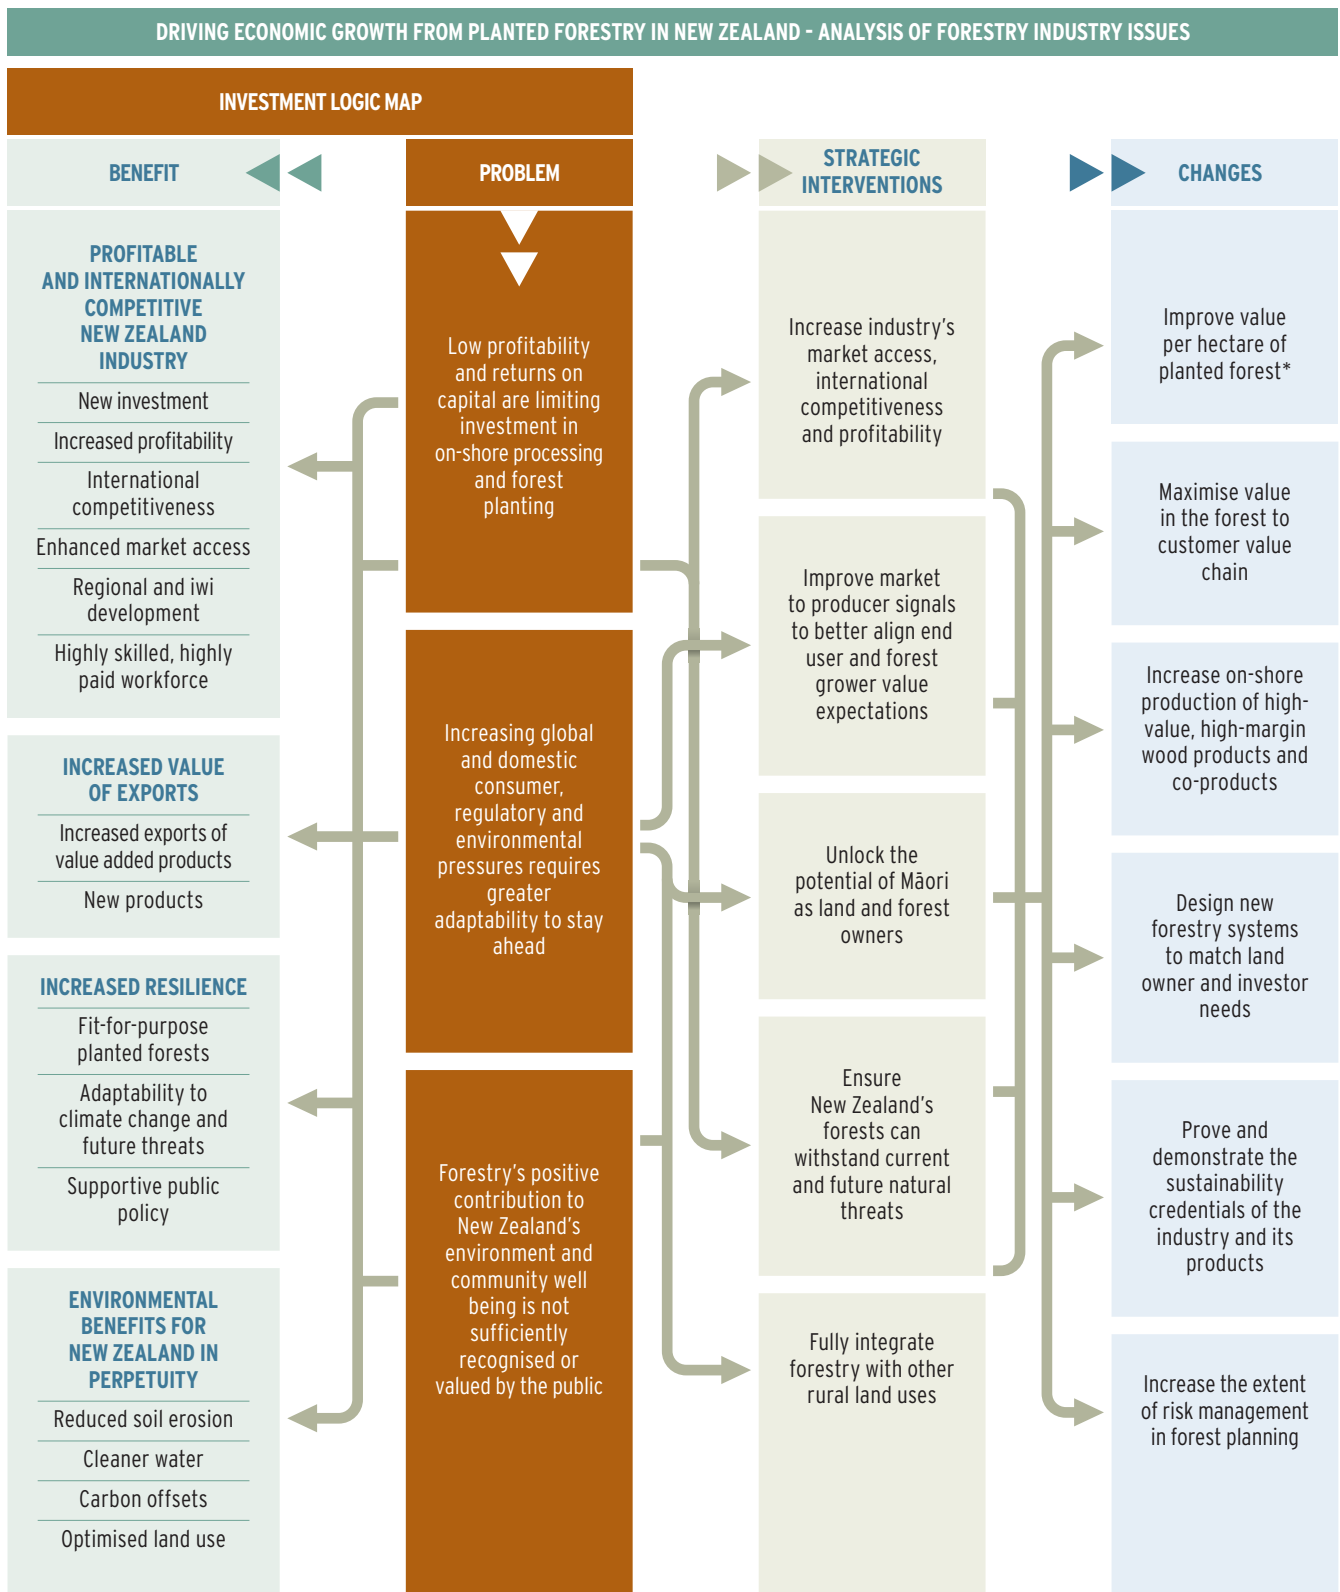 DRIVING ECONOMIC GROWTH FROM PLANTED FORESTRY IN NEW ZEALAND - ANALYSIS OF FORESTRY INDUSTRY ISSUES
INVESTMENT LOGIC MAP
BENEFIT
PROFITABLE
AND INTERNATIONALLY
COMPETITIVE
NEW ZEALAND
INDUSTRY
New investment
Increased profitability
International
competitiveness
Enhanced market access
Regional and iwi
development
Highly skilled, highly
paid workforce
INCREASED VALUE
OF EXPORTS
Increased exports of
value added products
New products
INCREASED RESILIENCE
Fit-for-purpose
planted forests
Adaptability to
climate change and
future threats
Supportive public
policy
ENVIRONMENTAL
BENEFITS FOR
NEW ZEALAND IN
PERPETUITY
Reduced soil erosion
Cleaner water
Carbon offsets
Optimised land use
PROBLEM
Low profitability
and returns on
capital are limiting
investment in
on-shore processing
and forest
planting
Increasing global
and domestic
consumer,
regulatory and
environmental
pressures requires
greater
adaptability to stay
ahead
Forestry's positive
contribution to
New Zealand's
environment and
community well
being is not
sufficiently
recognised or
valued by the public
STRATEGIC
INTERVENTIONS
Increase industry's
market access,
international
competitiveness
and profitability
Improve market
to producer signals
to better align end
user and forest
grower value
expectations
Unlock the
potential of Māori
as land and forest
owners
Ensure
New Zealand's
forests can
withstand current
and future natural
threats
Fully integrate
forestry with other
rural land uses
CHANGES
Improve value
per hectare of
planted forest*
Maximise value
in the forest to
customer value
chain
Increase on-shore
production of high-
value, high-margin
wood products and
co-products
Design new
forestry systems
to match land
owner and investor
needs
Prove and
demonstrate the
sustainability
credentials of the
industry and its
products
Increase the extent
of risk management
in forest planning